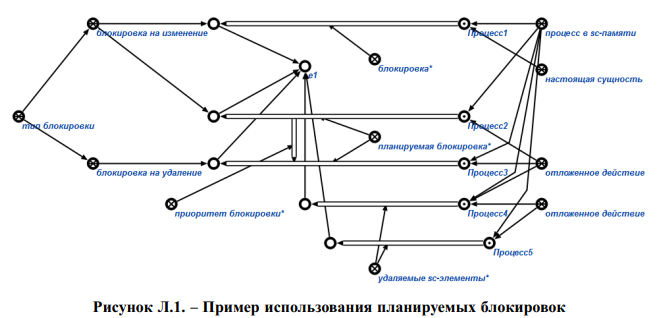 блокировка на изменение
Процесс1
процесс в sc-памяти
блокировка*
e1
настоящая сущность
тип блокировки
Процесс2
планируемая блокировка*
блокировка на удаление
Процесс3
отложенное действие
приоритет блокировки*
Процесс4
отложенное действие
Процесс5
удаляемые sc-элементы*
Рисунок Л.1. – Пример использования планируемых блокировок